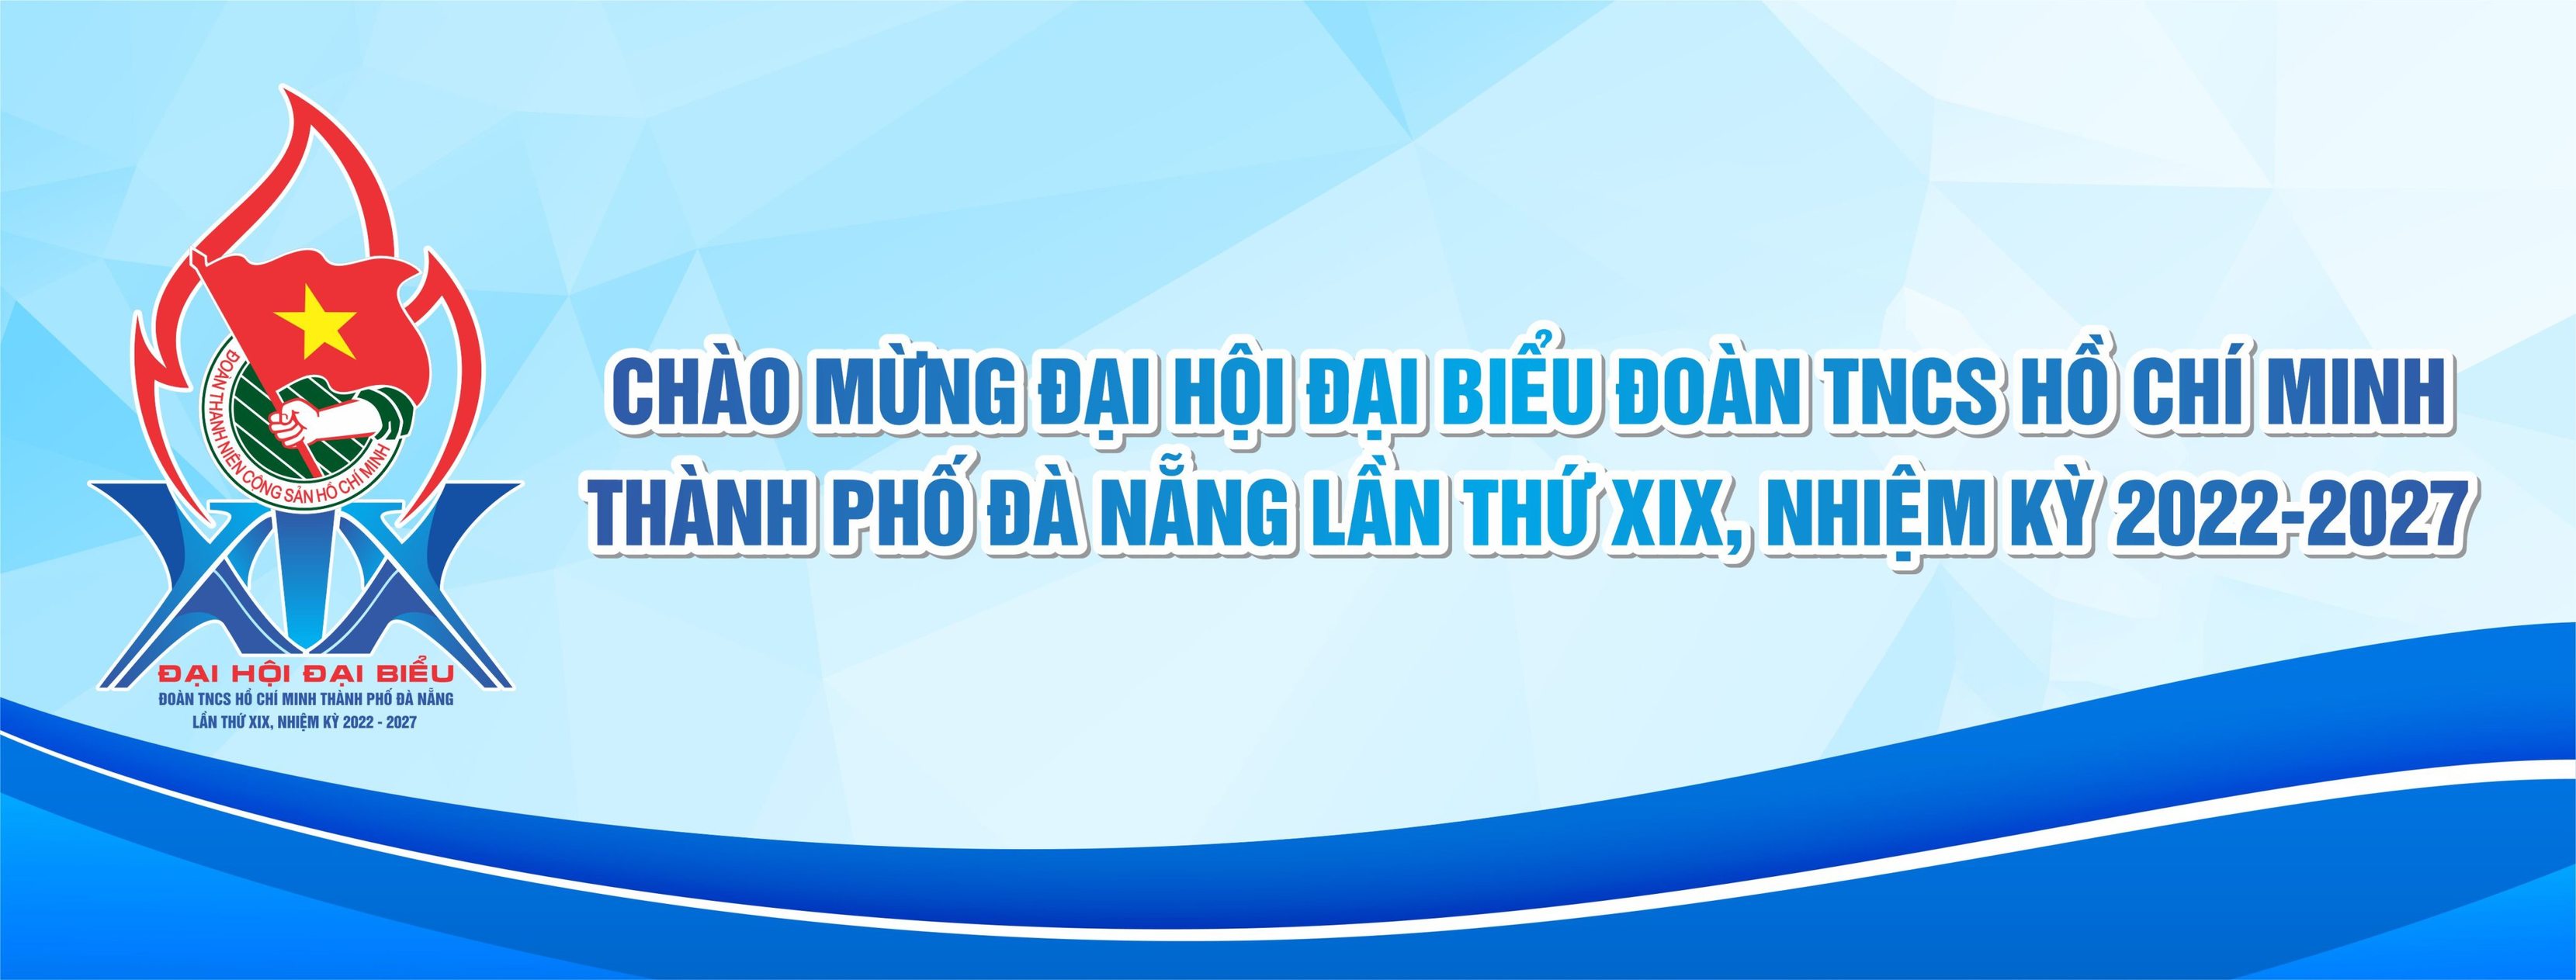 ĐOÀN THANH NIÊN CỘNG SẢN HỒ CHÍ MINH
XIX
ĐẠI HỘI ĐẠI BIỂU
ĐOÀN TNCS HỒ CHÍ MINH THÀNH PHỐ ĐÀ NẴNG
LẦN THỨ XIX, NHIỆM KỲ 2022 - 2027
CHÀO MỪNG ĐẠI HỘI ĐẠI BIỂU ĐOÀN TNCS HỒ CHÍ MINH
THÀNH PHỐ ĐÀ NẴNG LẦN THỨ XIX, NHIỆM KỲ 2022-2027